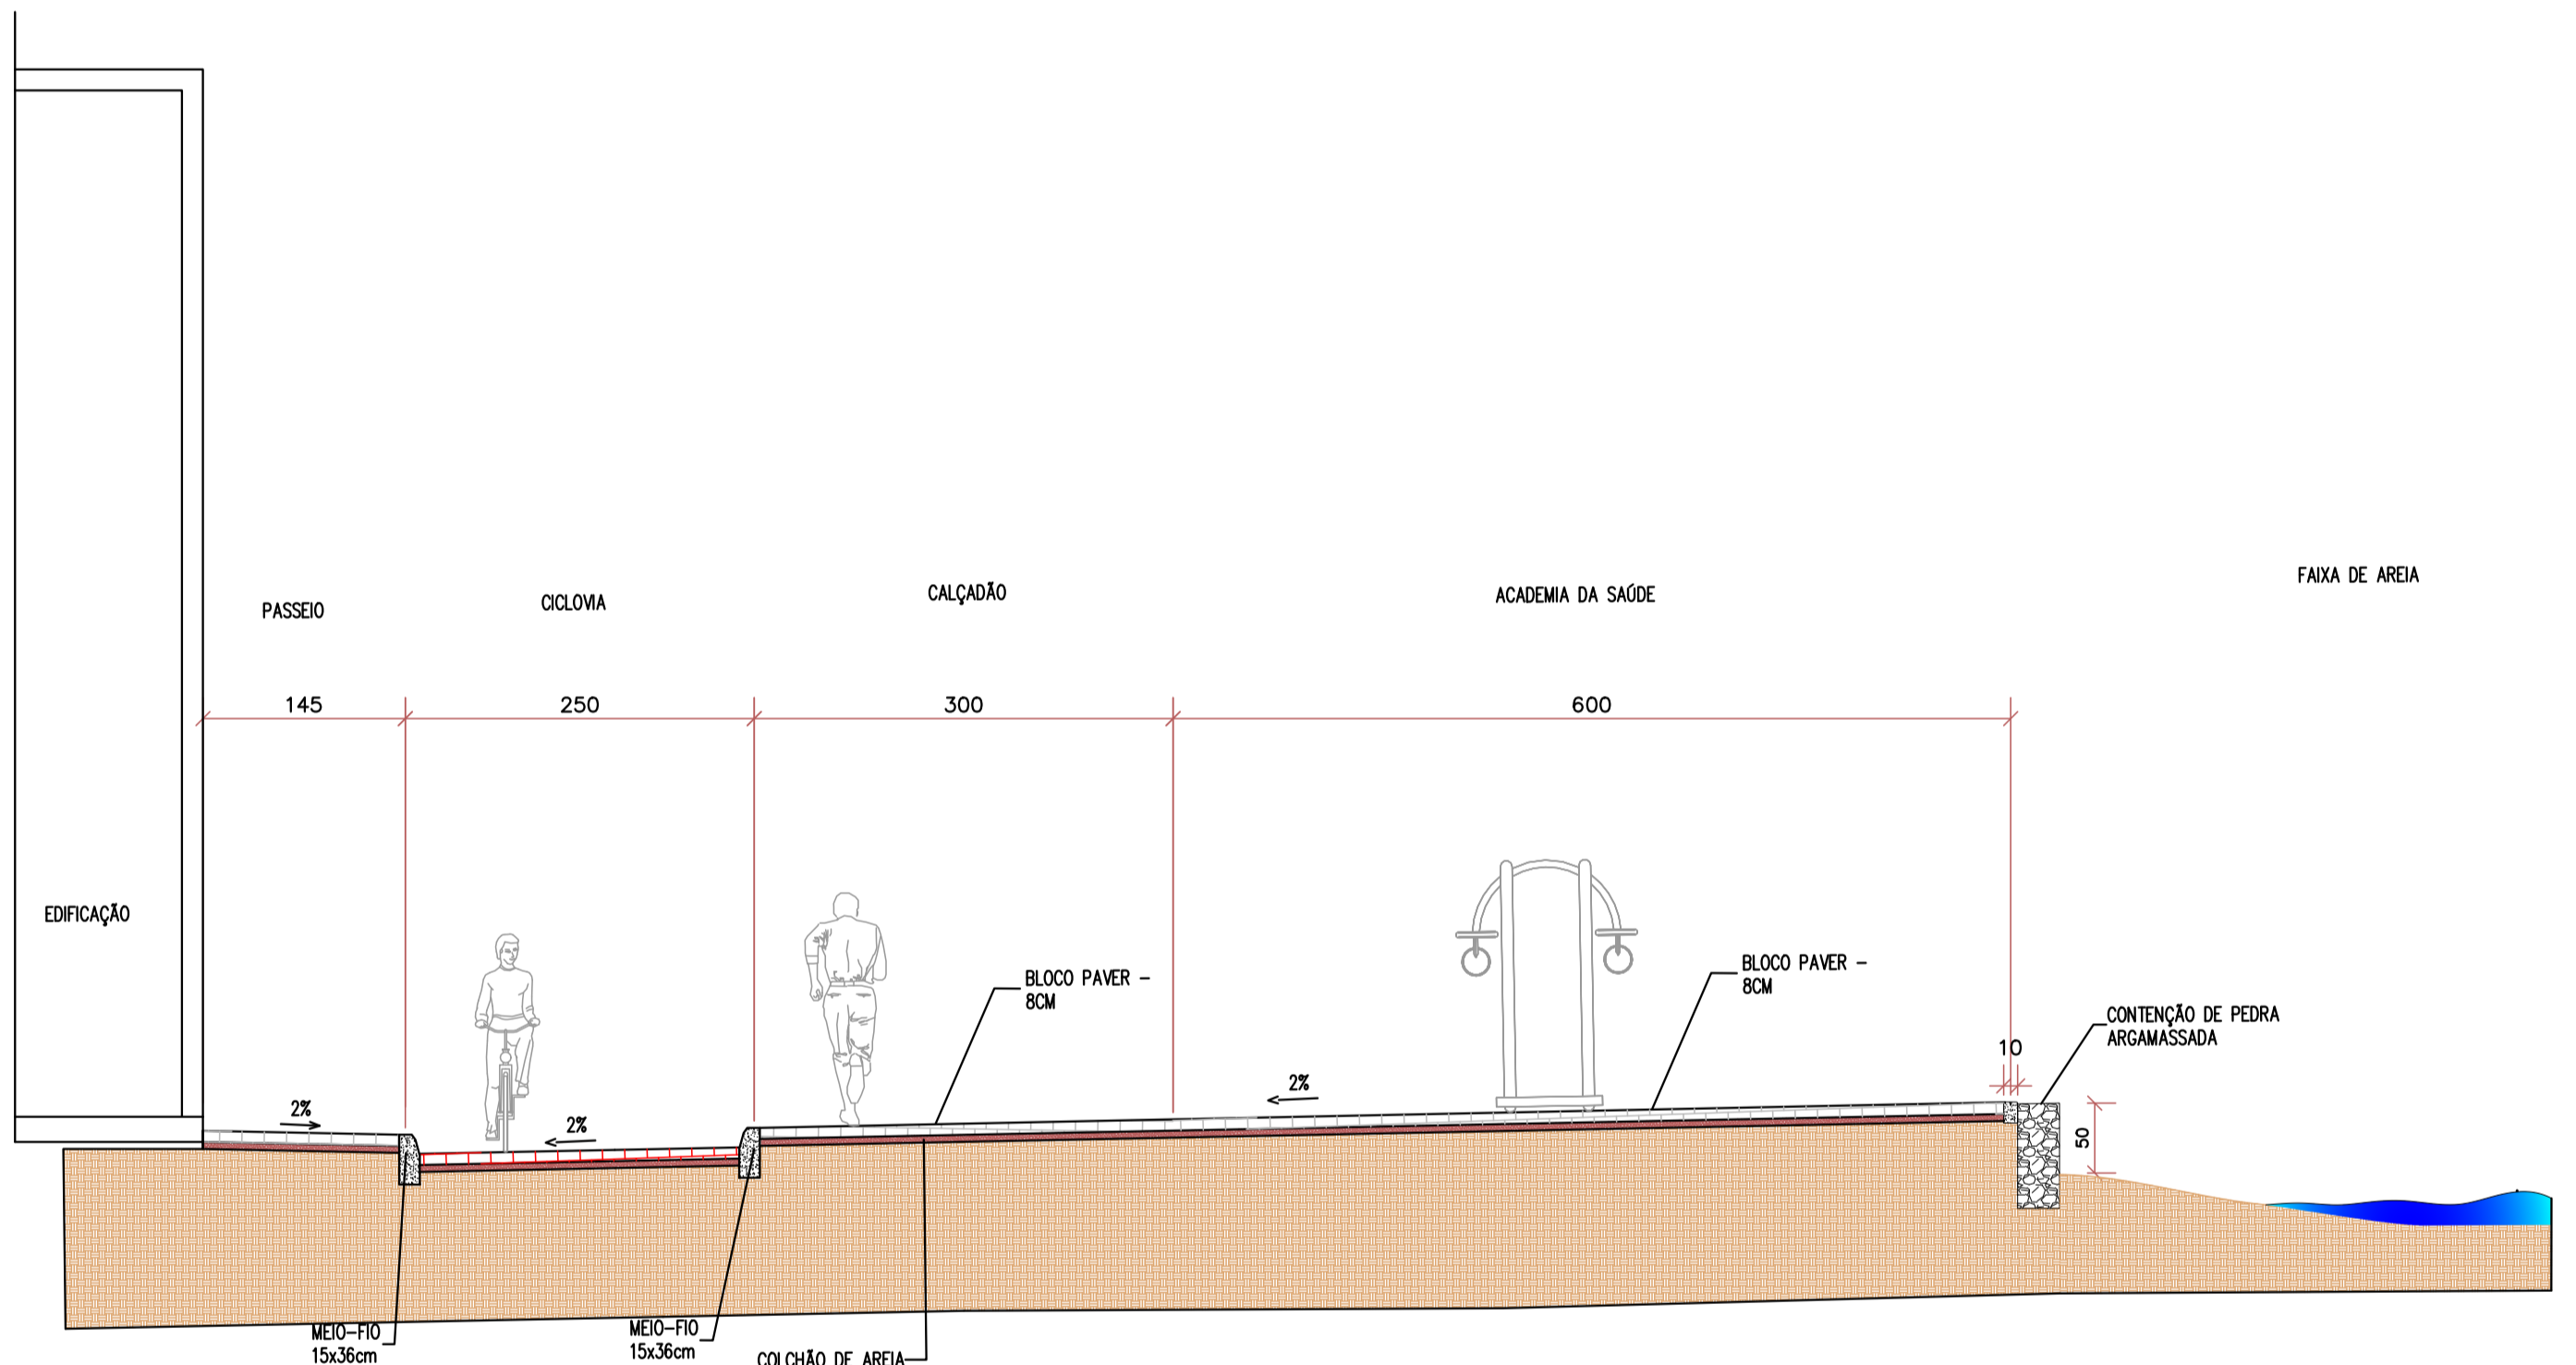 FAIXA DE AREIA
CALÇADÃO
ACADEMIA DA SAÚDE
CICLOVIA
PASSEIO
145
250
300
600
EDIFICAÇÃO
BLOCO PAVER –
8CM
BLOCO PAVER –
8CM
CONTENÇÃO DE PEDRA
ARGAMASSADA
10
2%
2%
2%
50
MEIO-FIO
15x36cm
MEIO-FIO
15x36cm
COLCHÃO DE AREIA